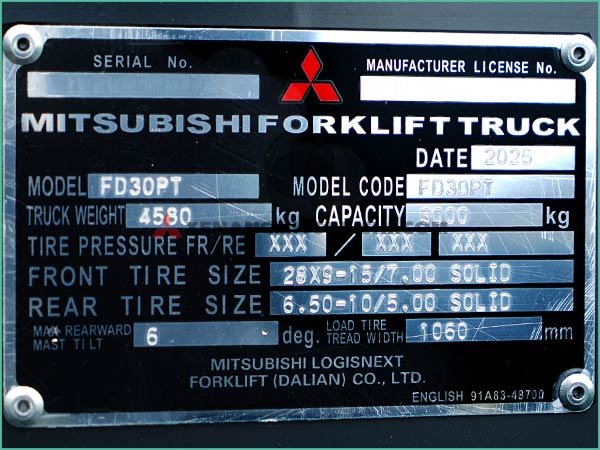 SERIAL No.
MANUFACTURER LICENSE No.
MITSUBISHI FORKLIFT TRUCK
DATE 2025
MODEL FD30PT MODEL CODE FD30PT
TRUCK WEIGHT 4580 kg CAPACITY 3000 kg
TIRE PRESSURE FR/RE XXX / XXX XXX
FRONT TIRE SIZE 28X9-15/7.00 SOLID
REAR TIRE SIZE 6.50-10/5.00 SOLID
MAX REARWARD MAST TILT 6 deg. LOAD TIRE TREAD WIDTH 1060 mm
MITSUBISHI LOGISNEXT
FORKLIFT (DALIAN) CO., LTD.
ENGLISH 91A83-48700